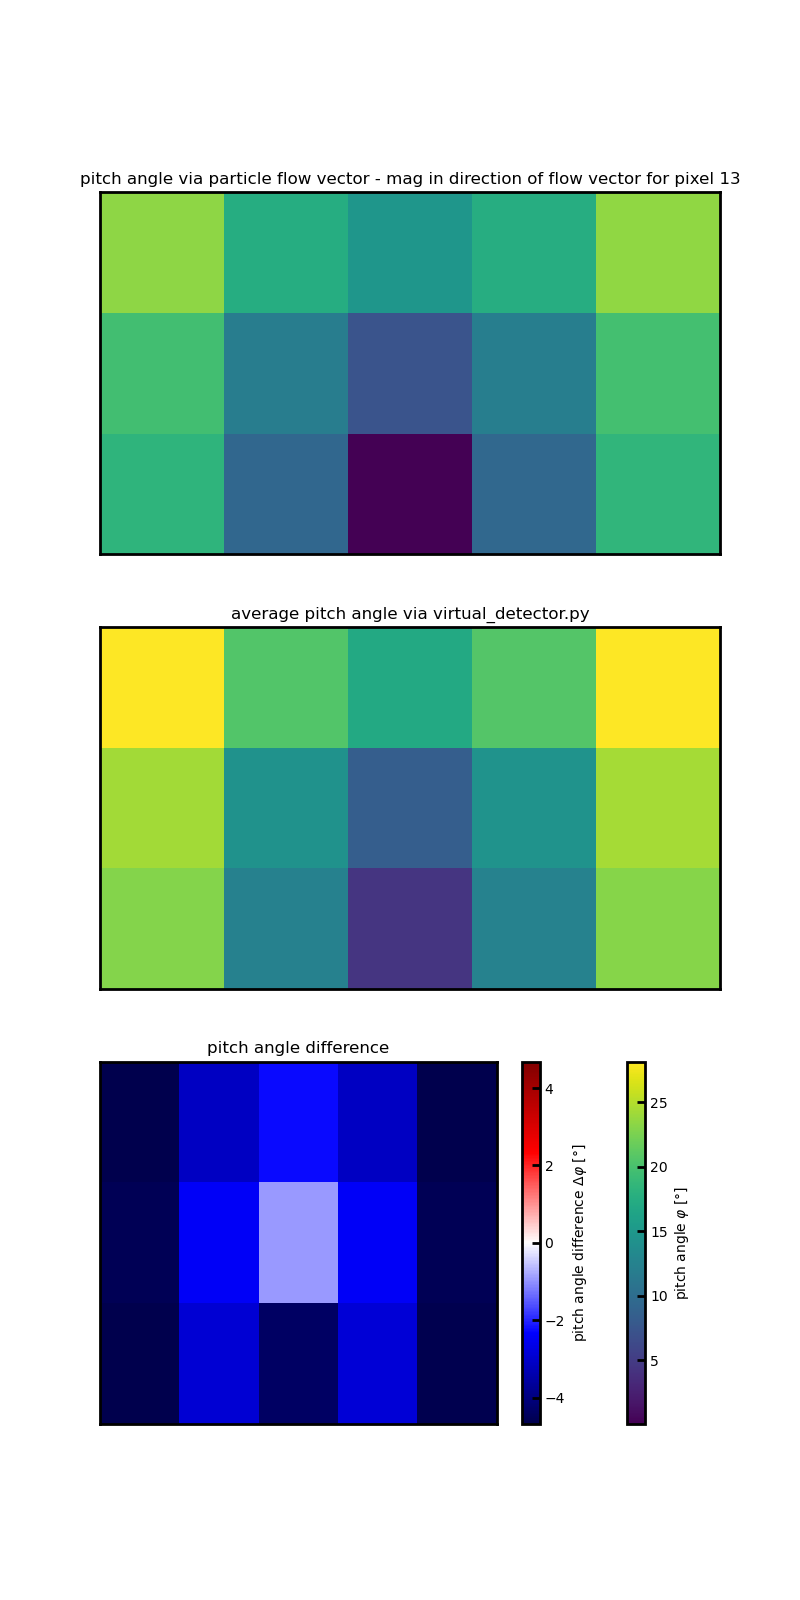 pitch angle via particle flow vector - mag in direction of flow vector for pixel 13
average pitch angle via virtual_detector.py
pitch angle difference
4
2
0
−2
−4
pitch angle difference Δφ [°]
25
20
15
10
5
pitch angle φ [°]